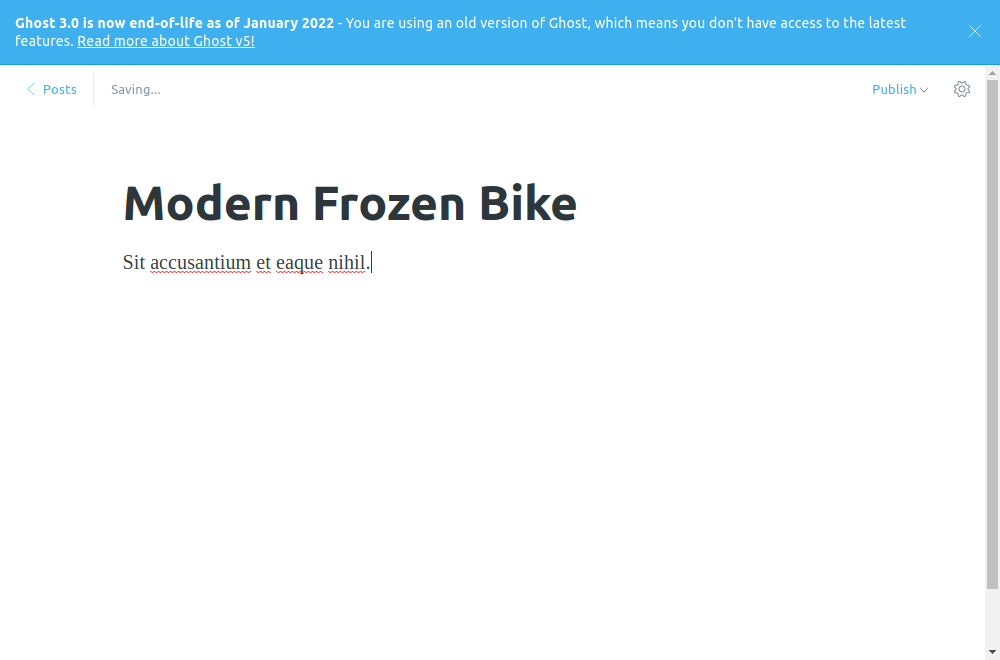 Ghost 3.0 is now end-of-life as of January 2022 - You are using an old version of Ghost, which means you don't have access to the latest
features. Read more about Ghost v5!
Posts
Saving...
Publish
Modern Frozen Bike
Sit accusantium et eaque nihil.